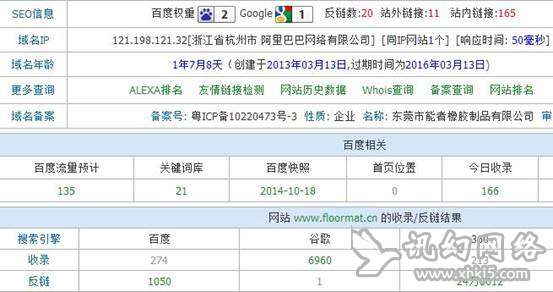 SEO信息 百度权重 2 Google 1 反链数:20 站外链接:11 站内链接:165
域名IP 121.198.121.32[浙江省杭州市 阿里巴巴网络有限公司] [同IP网站1个] [响应时间: 50毫秒]
域名年龄 1年7月8天 (创建于2013年03月13日,过期时间为2016年03月13日)
更多查询 ALEXA排名 友情链接检测 网站历史数据 Whois查询 备案查询 网站排名
域名备案 备案号: 粤ICP备10220473号-3 性质: 企业 名称: 东莞市能者橡胶制品有限公司 审
百度相关
百度流量预计 关键词库 百度快照 首页位置 今日收录
135 21 2014-10-18 0 166
网站 www.floormat.cn 的收录/反链结果
搜索引擎 百度 谷歌 360
收录 274 6960 213
反链 1050 1
讯幻网络
www.xhkl5.com